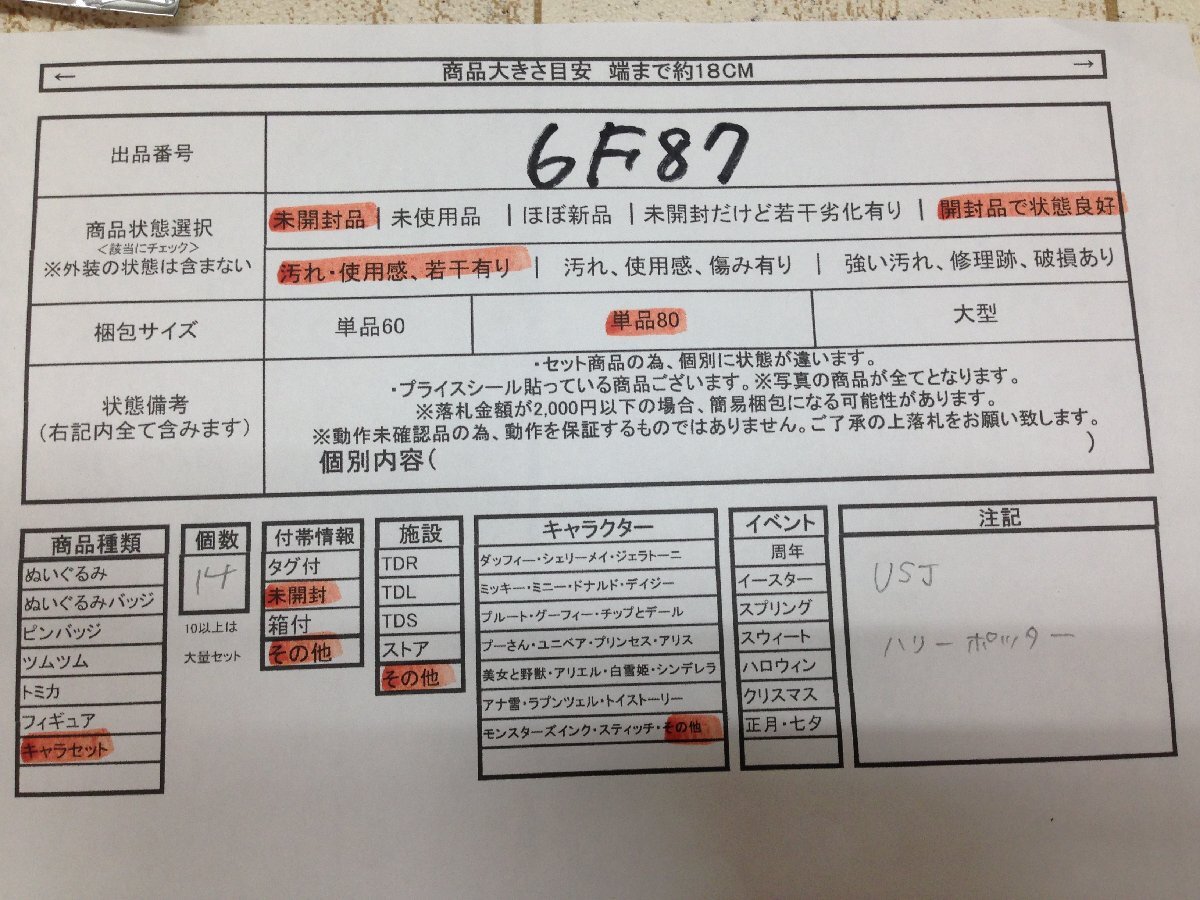 ← 商品大きさ目安 端まで約18CM →
出品番号
6F87
商品状態選択
<該当にチェック>
※外装の状態は含まない
未開封品 | 未使用品 | ほぼ新品 | 未開封だけど若干劣化有り | 開封品で状態良好
汚れ・使用感、若干有り | 汚れ、使用感、傷み有り | 強い汚れ、修理跡、破損あり
梱包サイズ
単品60
単品80
大型
状態備考
(右記内全て含みます)
・セット商品の為、個別に状態が違います。
・プライスシール貼っている商品ございます。※写真の商品が全てとなります。
※落札金額が2,000円以下の場合、簡易梱包になる可能性があります。
※動作未確認品の為、動作を保証するものではありません。ご了承の上落札をお願い致します。
個別内容( )
商品種類
ぬいぐるみ
ぬいぐるみバッジ
ピンバッジ
ツムツム
トミカ
フィギュア
キャラセット
個数
14
10以上は
大量セット
付帯情報
タグ付
未開封
箱付
その他
施設
TDR
TDL
TDS
ストア
その他
キャラクター
ダッフィー・シェリーメイ・ジェラトーニ
ミッキー・ミニー・ドナルド・デイジー
プルート・グーフィー・チップとデール
プーさん・ユニベア・プリンセス・アリス
美女と野獣・アリエル・白雪姫・シンデレラ
アナ雪・ラプンツェル・トイストーリー
モンスターズインク・スティッチ・その他
イベント
周年
イースター
スプリング
スウィート
ハロウィン
クリスマス
正月・七夕
注記
USJ
ハリーポッター